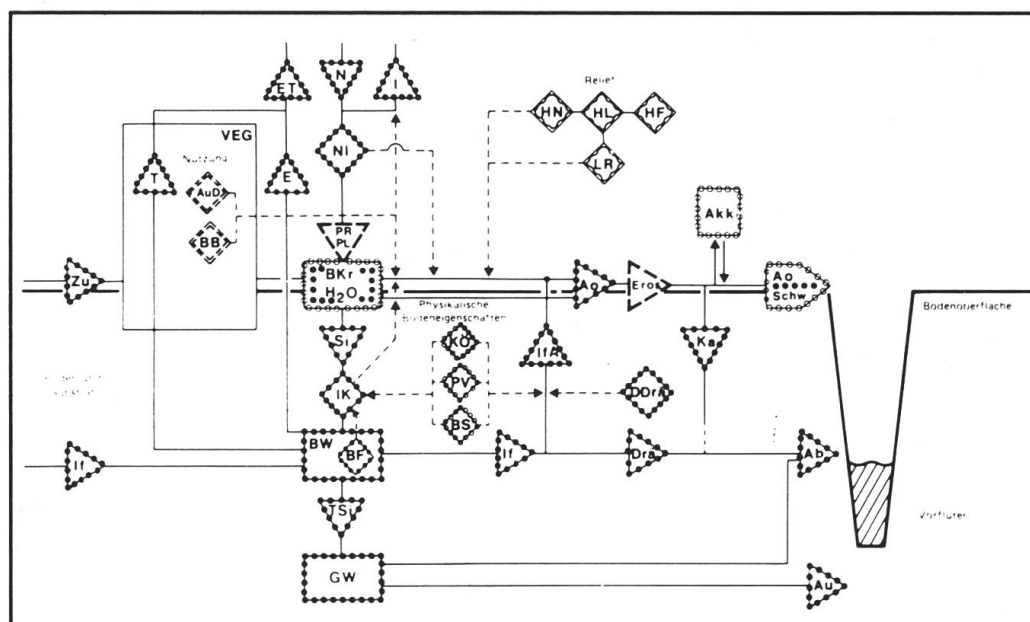 ET
N
I
Relief
HN
HL
HF
VEG
NI
LR
Nutzung
T
AuD
E
BB
PR
PL
Akk
Zu
BKr
H2O
Ao
Eros
Ao
Schw
Physikalische
Bodeneigenschaften
Bodenoberfläche
Si
KÖ
IfA
Ka
IK
PV
DDrA
BS
BW
BF
If
If
Dra
Ab
TSi
Vorfluter
GW
Au